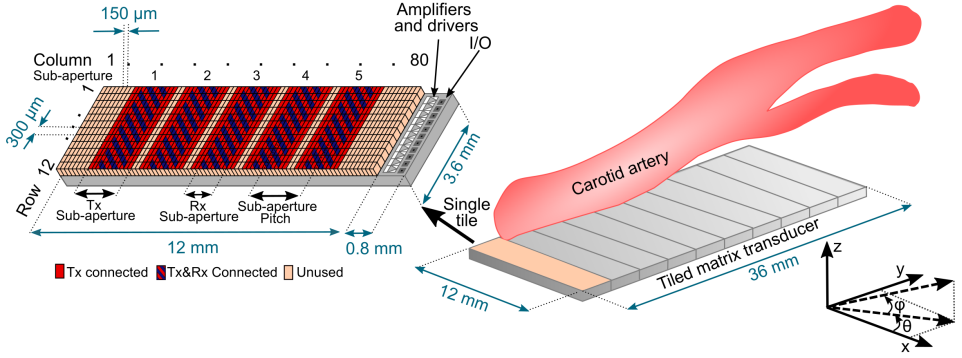 150 µm
Column 1 . . . 80
Sub-aperture 1 2 3 4 5
Amplifiers
and drivers
I/O
1
300 µm
Row 12
Tx
Sub-aperture
Rx
Sub-aperture
Sub-aperture
Pitch
3.6 mm
12 mm
0.8 mm
Tx connected
Tx&Rx Connected
Unused
Single
tile
Carotid artery
Tiled matrix transducer
12 mm
36 mm
z
y
φ
θ
x